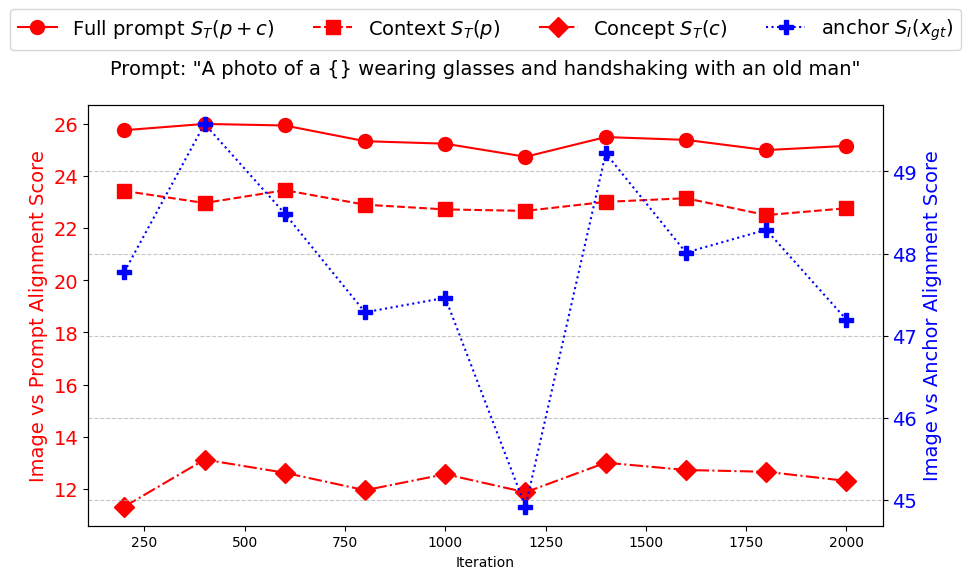 Full prompt S_T(p + c) Context S_T(p) Concept S_T(c) anchor S_I(x_gt)
Prompt: "A photo of a {} wearing glasses and handshaking with an old man"
Image vs Prompt Alignment Score
26
24
22
20
18
16
14
12
49
48
47
46
45
Image vs Anchor Alignment Score
250 500 750 1000 1250 1500 1750 2000
Iteration